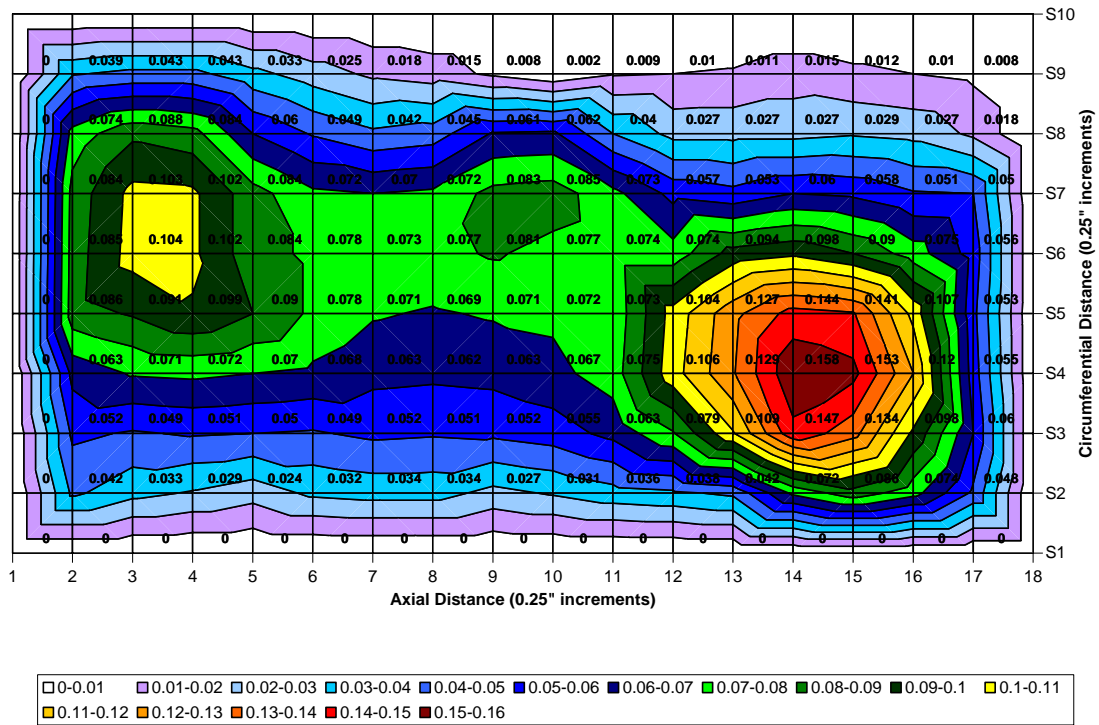 S10
0 0.039 0.043 0.043 0.033 0.025 0.018 0.015 0.008 0.002 0.009 0.01 0.011 0.015 0.012 0.01 0.008
S9
0 0.074 0.088 0.084 0.06 0.049 0.042 0.045 0.061 0.062 0.04 0.027 0.027 0.027 0.029 0.027 0.018
S8
0 0.084 0.103 0.102 0.084 0.072 0.07 0.072 0.083 0.085 0.073 0.057 0.053 0.06 0.058 0.051 0.05
S7
0 0.085 0.104 0.102 0.084 0.078 0.073 0.077 0.081 0.077 0.074 0.074 0.094 0.098 0.09 0.075 0.056
S6
0 0.086 0.091 0.099 0.09 0.078 0.071 0.069 0.071 0.072 0.073 0.104 0.127 0.144 0.141 0.107 0.053
S5
0 0.063 0.071 0.072 0.07 0.068 0.063 0.062 0.063 0.067 0.075 0.106 0.129 0.158 0.153 0.12 0.055
S4
0 0.052 0.049 0.051 0.05 0.049 0.052 0.051 0.052 0.055 0.063 0.079 0.109 0.147 0.134 0.098 0.06
S3
0 0.042 0.033 0.029 0.024 0.032 0.034 0.034 0.027 0.031 0.036 0.038 0.042 0.072 0.086 0.074 0.048
S2
0 0 0 0 0 0 0 0 0 0 0 0 0 0 0 0 0
S1
1 2 3 4 5 6 7 8 9 10 11 12 13 14 15 16 17 18
Axial Distance (0.25" increments)
Circumferential Distance (0.25" increments)
0-0.01 0.01-0.02 0.02-0.03 0.03-0.04 0.04-0.05 0.05-0.06 0.06-0.07 0.07-0.08 0.08-0.09 0.09-0.1 0.1-0.11
0.11-0.12 0.12-0.13 0.13-0.14 0.14-0.15 0.15-0.16